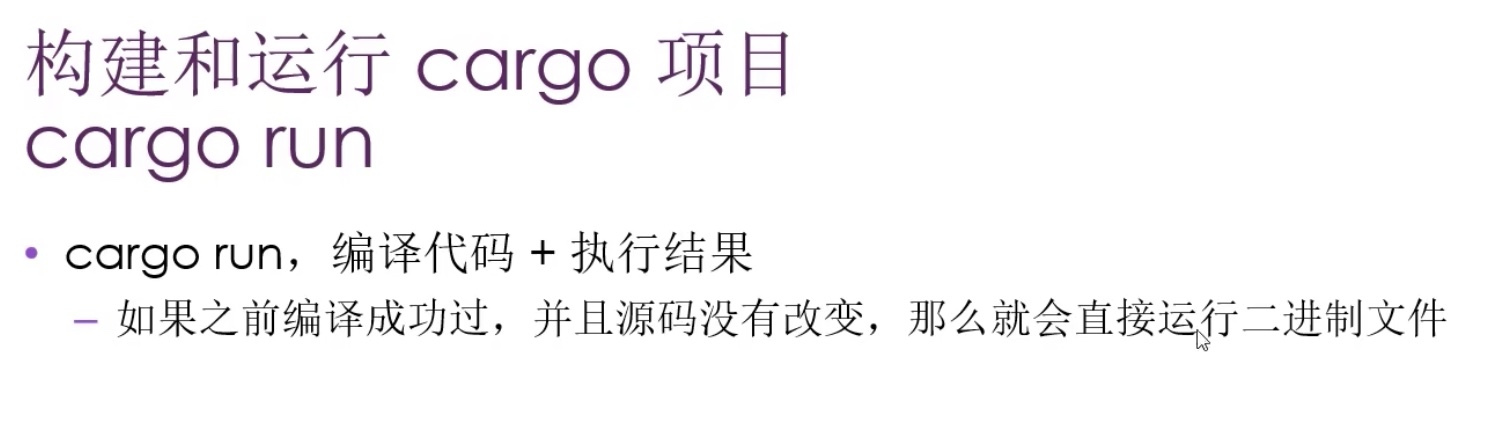 构建和运行 cargo 项目
cargo run
• cargo run，编译代码 + 执行结果
– 如果之前编译成功过，并且源码没有改变，那么就会直接运行二进制文件